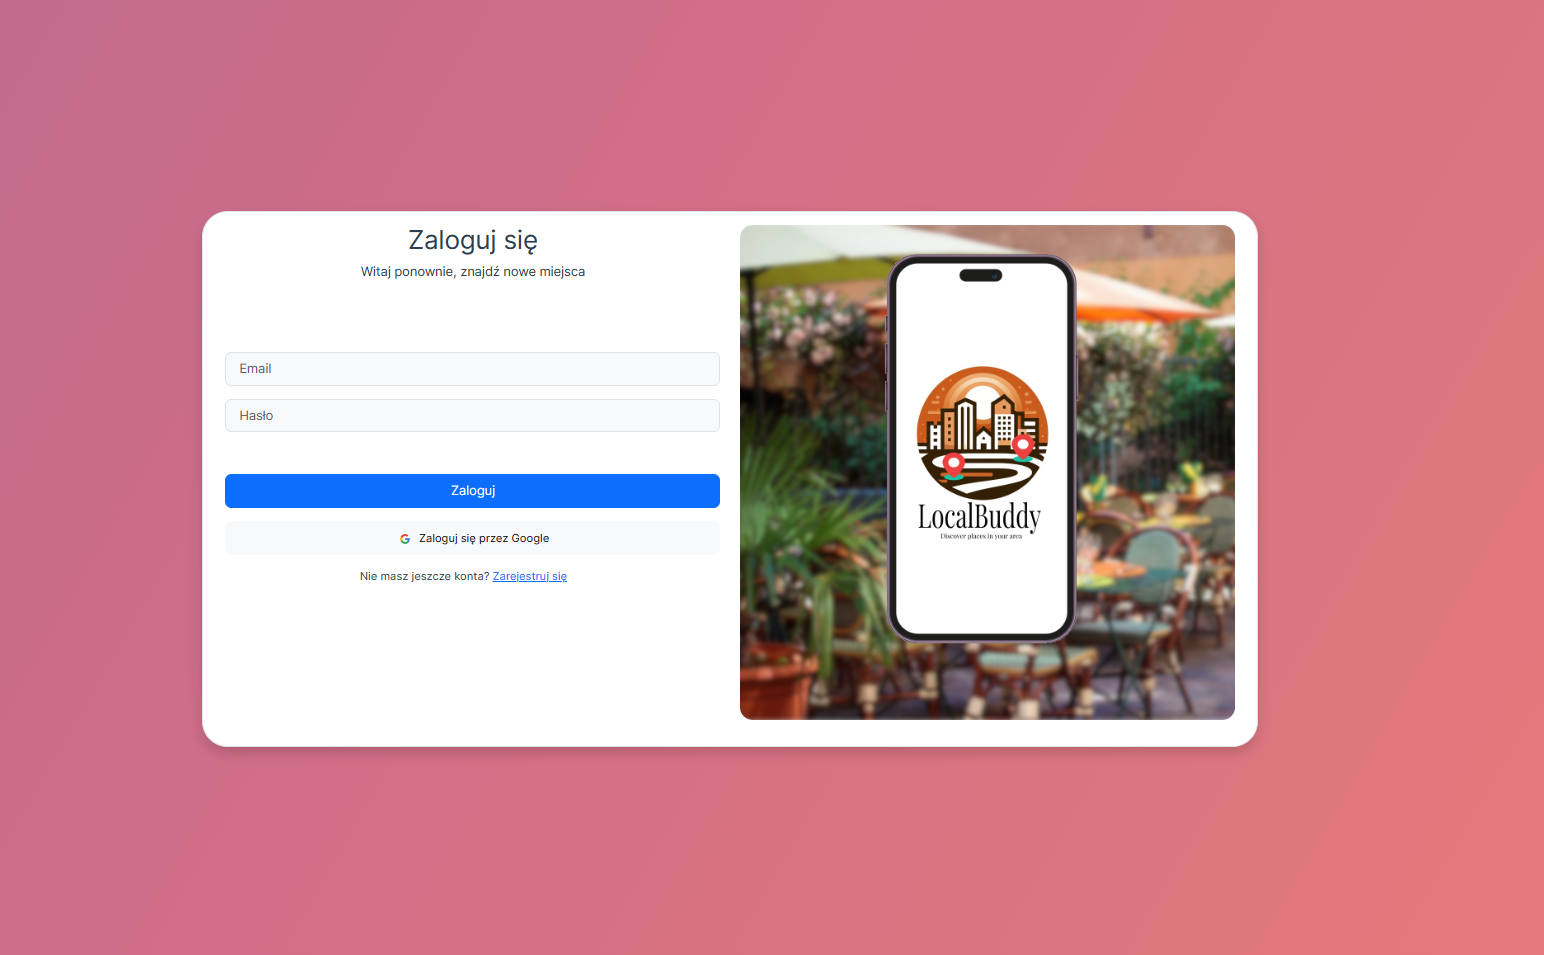 Zaloguj się
Witaj ponownie, znajdź nowe miejsca
Email
Hasło
Zaloguj
Zaloguj się przez Google
Nie masz jeszcze konta? Zarejestruj się
LocalBuddy
Discover places in your area